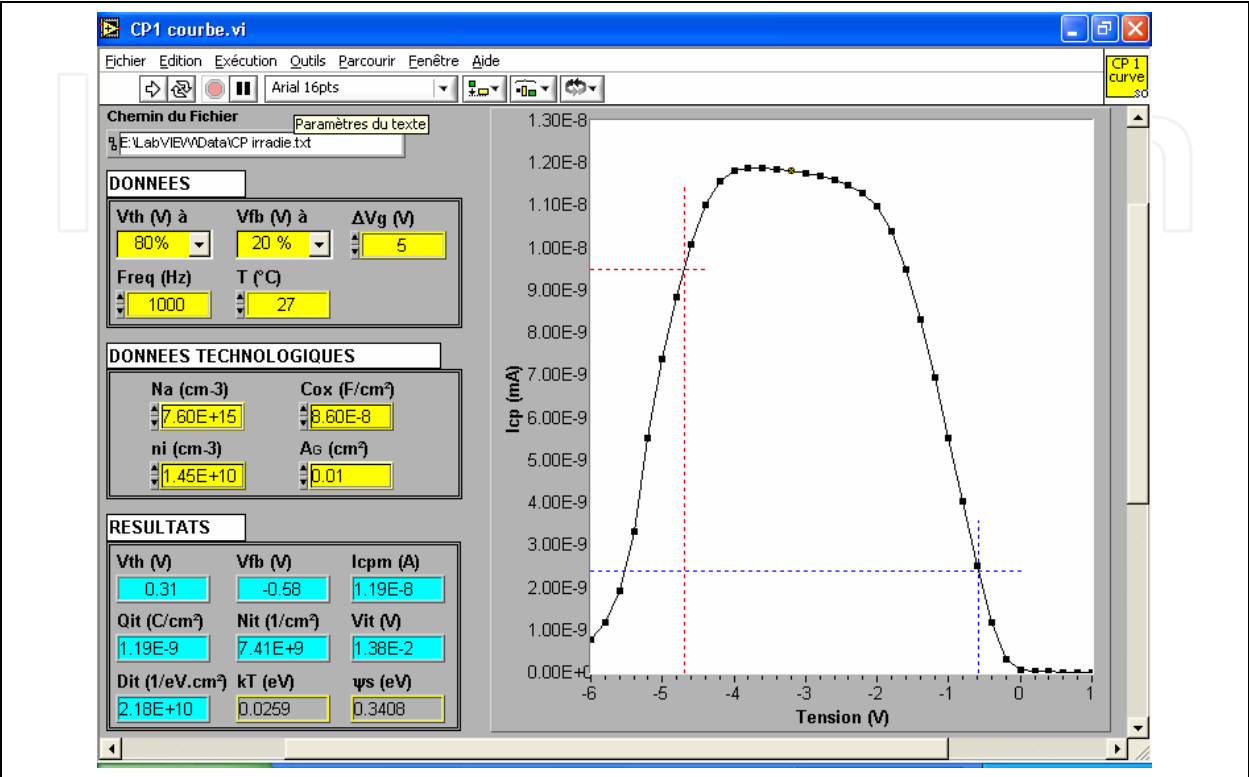 CP1 courbe.vi
Fichier Edition Exécution Outils Parcourir Fenêtre Aide
Arial 16pts
CP 1
curve
so
Chemin du Fichier
Paramètres du texte
E:\LabVIEW\Data\CP irradie.txt
DONNEES
Vth (V) à Vfb (V) à ΔVg (V)
80% 20 % 5
Freq (Hz) T (°C)
1000 27
DONNEES TECHNOLOGIQUES
Na (cm-3) Cox (F/cm²)
7.60E+15 8.60E-8
ni (cm-3) AG (cm²)
1.45E+10 0.01
RESULTATS
Vth (V) Vfb (V) Icpm (A)
0.31 -0.58 1.19E-8
Qit (C/cm²) Nit (1/cm²) Vit (V)
1.19E-9 7.41E+9 1.38E-2
Dit (1/eV.cm²) kT (eV) ψs (eV)
2.18E+10 0.0259 0.3408
1.30E-8
1.20E-8
1.10E-8
1.00E-8
9.00E-9
8.00E-9
7.00E-9
6.00E-9
5.00E-9
4.00E-9
3.00E-9
2.00E-9
1.00E-9
0.00E+0
Icp (mA)
-6 -5 -4 -3 -2 -1 0 1
Tension (V)